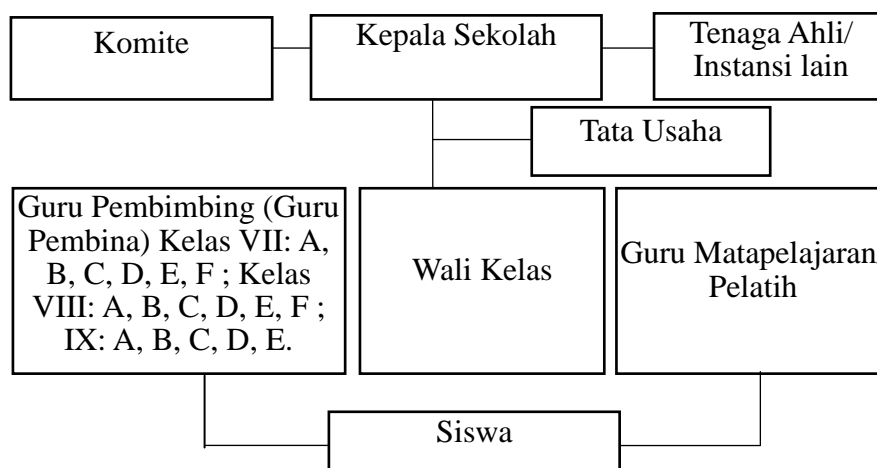 Komite
Kepala Sekolah
Tenaga Ahli/
Instansi lain
Tata Usaha
Guru Pembimbing (Guru
Pembina) Kelas VII: A,
B, C, D, E, F ; Kelas
VIII: A, B, C, D, E, F ;
IX: A, B, C, D, E.
Wali Kelas
Guru Matapelajaran
Pelatih
Siswa